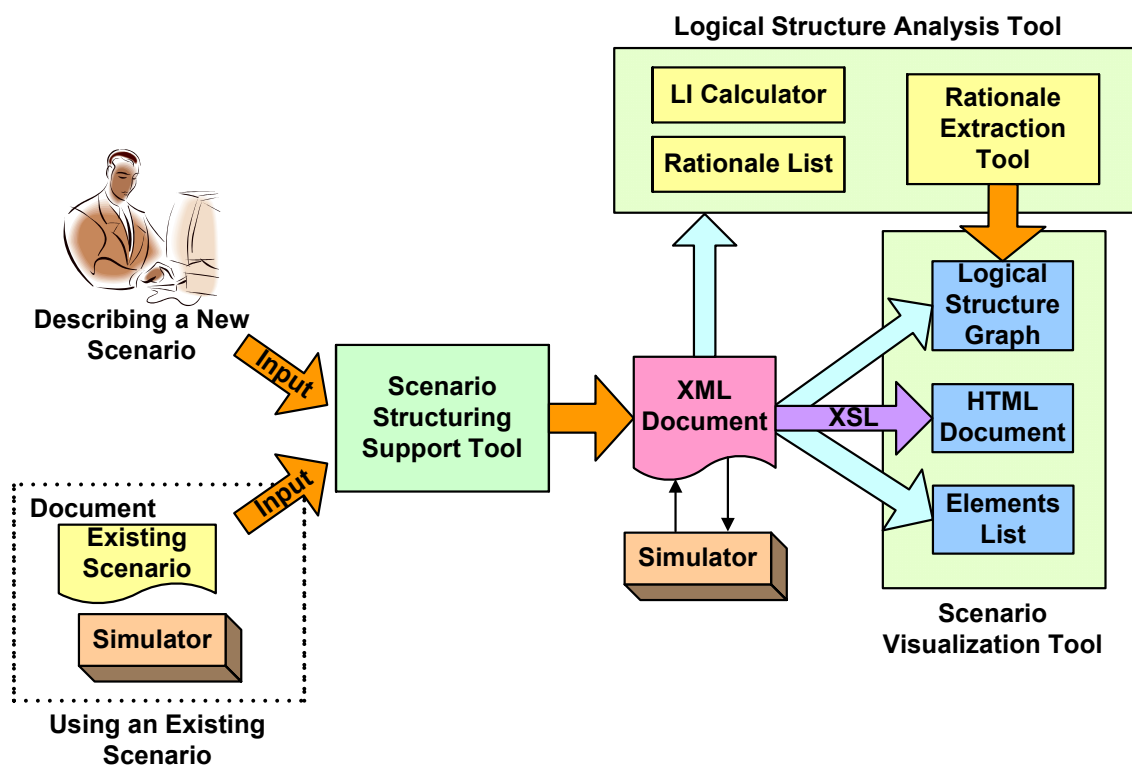 Logical Structure Analysis Tool
LI Calculator
Rationale List
Rationale
Extraction
Tool
Describing a New
Scenario
Input
Input
Document
Existing
Scenario
Simulator
Using an Existing
Scenario
Scenario
Structuring
Support Tool
XML
Document
Simulator
XSL
Logical
Structure
Graph
HTML
Document
Elements
List
Scenario
Visualization Tool